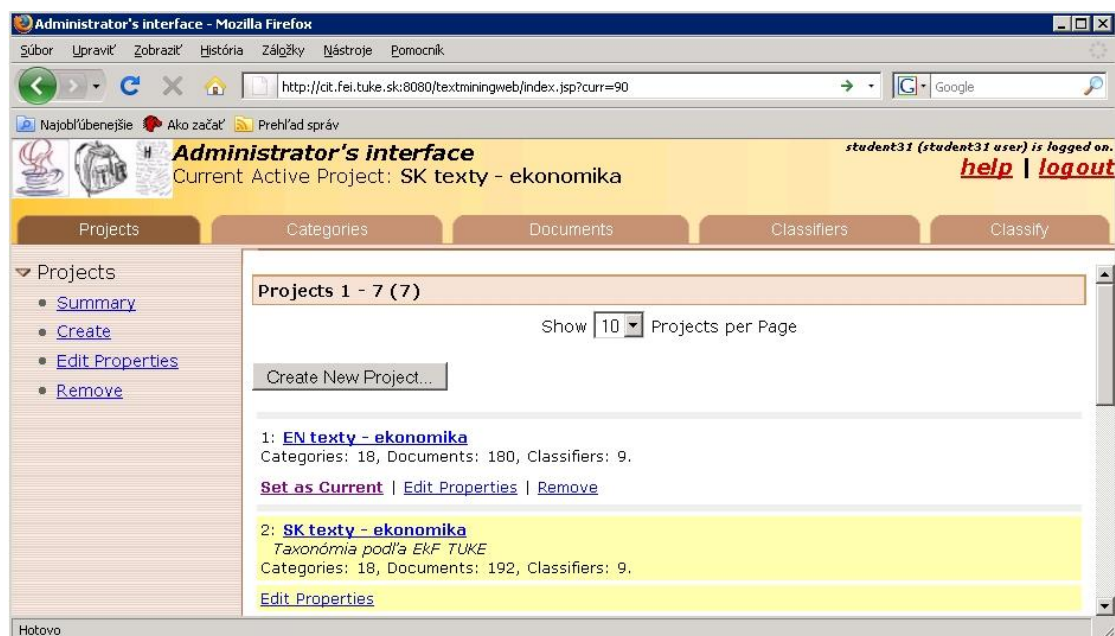 Administrator's interface - Mozilla Firefox
Súbor Upraviť Zobraziť História Záložky Nástroje Pomocník
http://cit.fei.tuke.sk:8080/textminingweb/index.jsp?curr=90
G Google
Najobľúbenejšie Ako začať Prehľad správ
Administrator's interface
student31 (student31 user) is logged on.
Current Active Project: SK texty - ekonomika
help | logout
Projects Categories Documents Classifiers Classify
Projects
Summary
Create
Edit Properties
Remove
Projects 1 - 7 (7)
Show 10 Projects per Page
Create New Project...
1: EN texty - ekonomika
Categories: 18, Documents: 180, Classifiers: 9.
Set as Current | Edit Properties | Remove
2: SK texty - ekonomika
Taxonómia podľa EkF TUKE
Categories: 18, Documents: 192, Classifiers: 9.
Edit Properties
Hotovo